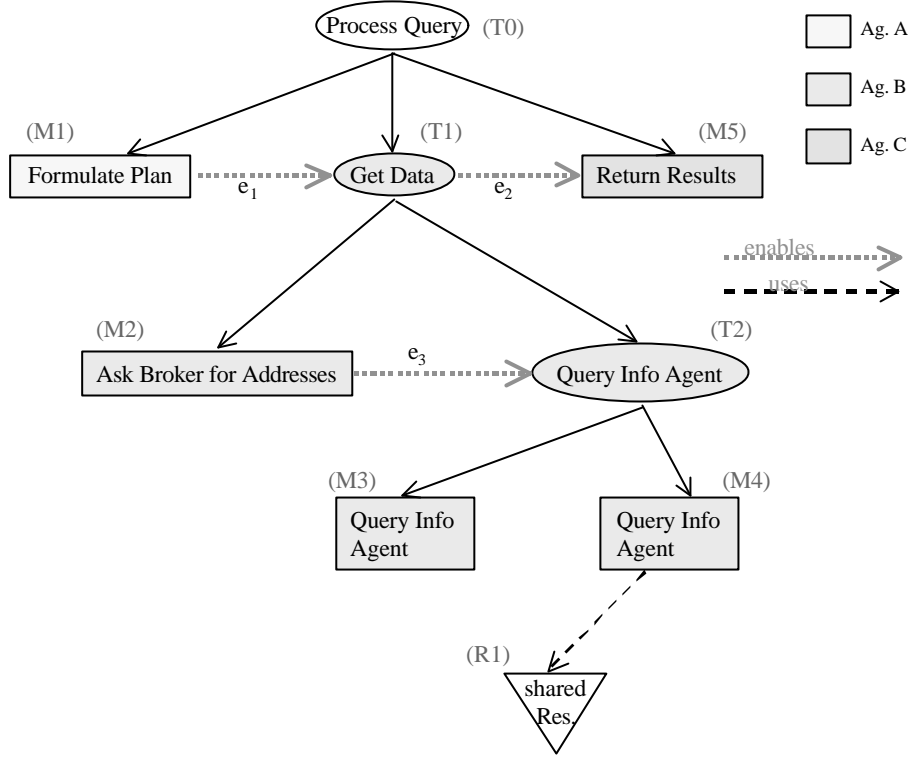 Process Query
(T0)
Ag. A
Ag. B
Ag. C
(M1)
(T1)
(M5)
Formulate Plan
e1
Get Data
e2
Return Results
enables
uses
(M2)
(T2)
Ask Broker for Addresses
e3
Query Info Agent
(M3)
(M4)
Query Info
Agent
Query Info
Agent
(R1)
shared
Res.